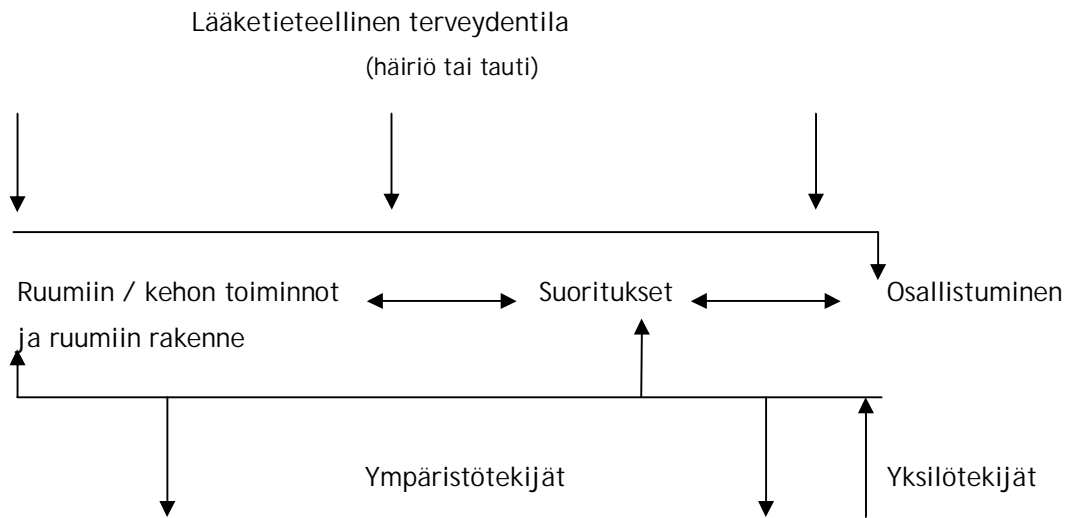 Lääketieteellinen terveydentila
(häiriö tai tauti)
Ruumiin / kehon toiminnot Suoritukset Osallistuminen
ja ruumiin rakenne
Ympäristötekijät Yksilötekijät